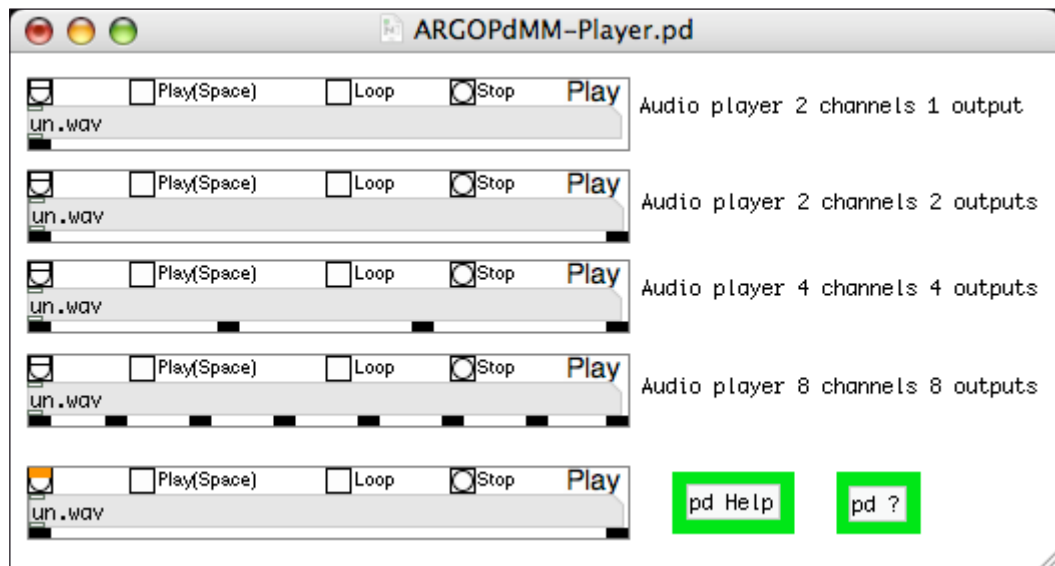 ARGOPdMM-Player.pd
Play(Space) Loop Stop Play
un.wav
Audio player 2 channels 1 output
Play(Space) Loop Stop Play
un.wav
Audio player 2 channels 2 outputs
Play(Space) Loop Stop Play
un.wav
Audio player 4 channels 4 outputs
Play(Space) Loop Stop Play
un.wav
Audio player 8 channels 8 outputs
Play(Space) Loop Stop Play
un.wav
pd Help pd ?